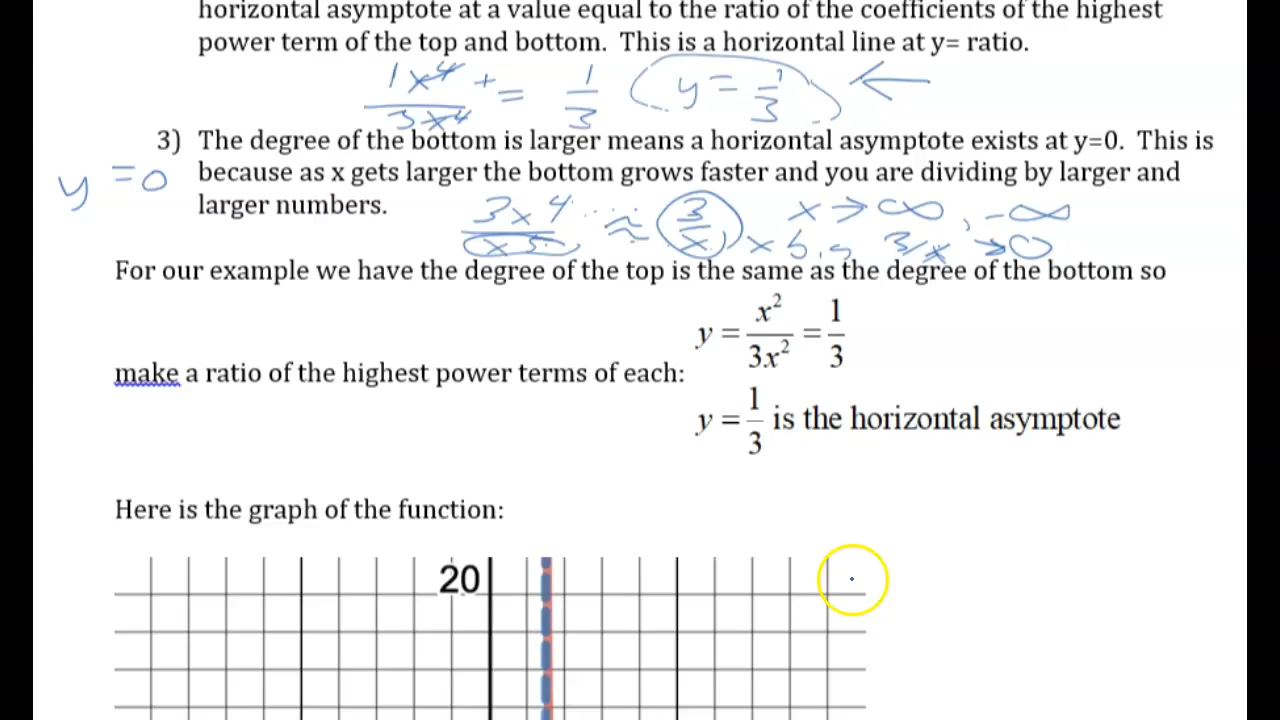 horizontal asymptote at a value equal to the ratio of the coefficients of the highest
power term of the top and bottom. This is a horizontal line at y= ratio.
1x4 + = 1/3 y = 1/3 ←
3x4
3) The degree of the bottom is larger means a horizontal asymptote exists at y=0. This is
y = 0 because as x gets larger the bottom grows faster and you are dividing by larger and
larger numbers. 3x4 ... ≈ 3/x x → ∞, -∞
x5 x big 3/x → 0
For our example we have the degree of the top is the same as the degree of the bottom so
make a ratio of the highest power terms of each: y = x²/3x² = 1/3
y = 1/3 is the horizontal asymptote
Here is the graph of the function:
20